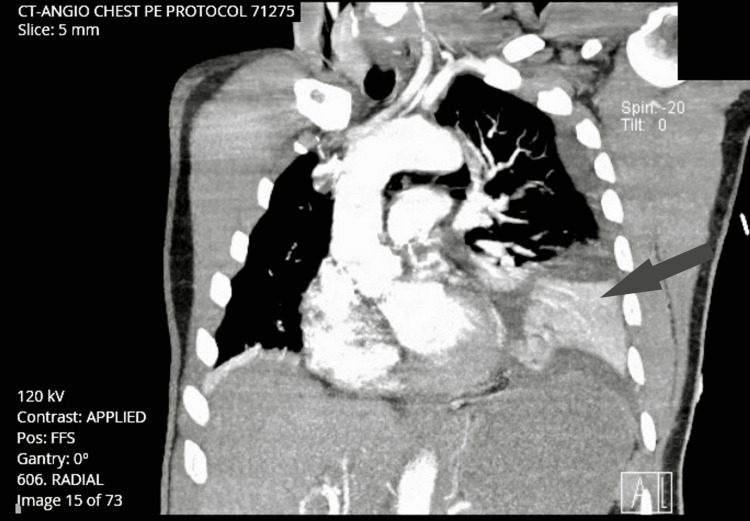 CT-ANGIO CHEST PE PROTOCOL 71275
Slice: 5 mm
Spin: -20
Tilt: 0
120 kV
Contrast: APPLIED
Pos: FFS
Gantry: 0°
606. RADIAL
Image 15 of 73
A L